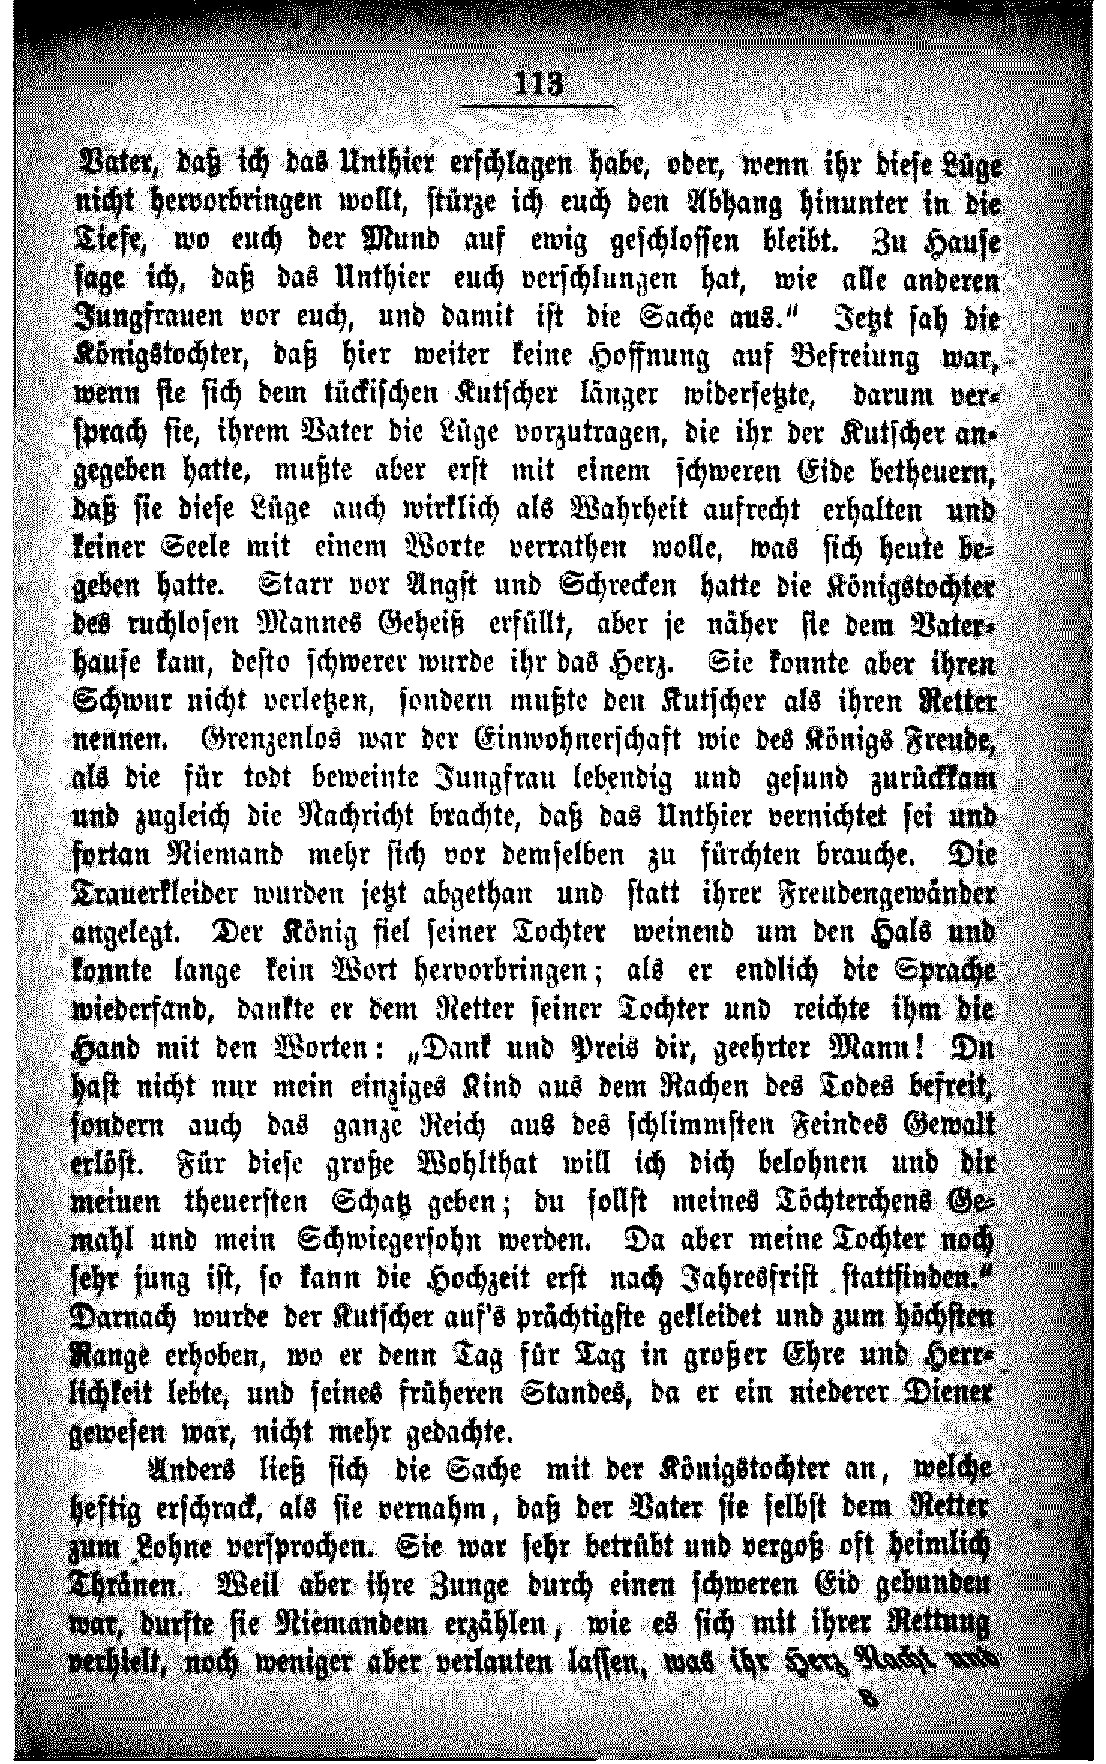 113
Vater, daß ich das Unthier erschlagen habe, oder, wenn ihr diese Lüge
nicht hervorbringen wollt, stürze ich euch den Abhang hinunter in die
Tiefe, wo euch der Mund auf ewig geschlossen bleibt. Zu Hause
sage ich, daß das Unthier euch verschlungen hat, wie alle anderen
Jungfrauen vor euch, und damit ist die Sache aus.“ Jetzt sah die
Königstochter, daß hier weiter keine Hoffnung auf Befreiung war,
wenn sie sich dem tückischen Kutscher länger widersetzte, darum ver-
sprach sie, ihrem Vater die Lüge vorzutragen, die ihr der Kutscher an-
gegeben hatte, mußte aber erst mit einem schweren Eide betheuern,
daß sie diese Lüge auch wirklich als Wahrheit aufrecht erhalten und
keiner Seele mit einem Worte verrathen wolle, was sich heute be-
geben hatte. Starr vor Angst und Schrecken hatte die Königstochter
des ruchlosen Mannes Geheiß erfüllt, aber je näher sie dem Vater-
hause kam, desto schwerer wurde ihr das Herz. Sie konnte aber ihren
Schwur nicht verletzen, sondern mußte den Kutscher als ihren Retter
nennen. Grenzenlos war der Einwohnerschaft wie des Königs Freude,
als die für todt beweinte Jungfrau lebendig und gesund zurückkam
und zugleich die Nachricht brachte, daß das Unthier vernichtet sei und
fortan Niemand mehr sich vor demselben zu fürchten brauche. Die
Trauerkleider wurden jetzt abgethan und statt ihrer Freudengewänder
angelegt. Der König fiel seiner Tochter weinend um den Hals und
konnte lange kein Wort hervorbringen; als er endlich die Sprache
wiederfand, dankte er dem Retter seiner Tochter und reichte ihm die
Hand mit den Worten: „Dank und Preis dir, geehrter Mann! Du
hast nicht nur mein einziges Kind aus dem Rachen des Todes befreit,
sondern auch das ganze Reich aus des schlimmsten Feindes Gewalt
erlöst. Für diese große Wohlthat will ich dich belohnen und dir
meinen theuersten Schatz geben; du sollst meines Töchterchens Ge-
mahl und mein Schwiegersohn werden. Da aber meine Tochter noch
sehr jung ist, so kann die Hochzeit erst nach Jahresfrist stattfinden.“
Darnach wurde der Kutscher auf's prächtigste gekleidet und zum höchsten
Range erhoben, wo er denn Tag für Tag in großer Ehre und Herr-
lichkeit lebte, und seines früheren Standes, da er ein niederer Diener
gewesen war, nicht mehr gedachte.
Anders ließ sich die Sache mit der Königstochter an, welche
heftig erschrack, als sie vernahm, daß der Vater sie selbst dem Retter
zum Lohne versprochen. Sie war sehr betrübt und vergoß oft heimlich
Thränen. Weil aber ihre Zunge durch einen schweren Eid gebunden
war, durfte sie Niemandem erzählen, wie es sich mit ihrer Rettung
verhielt, noch weniger aber verlauten lassen, was ihr Herz Nacht und
8